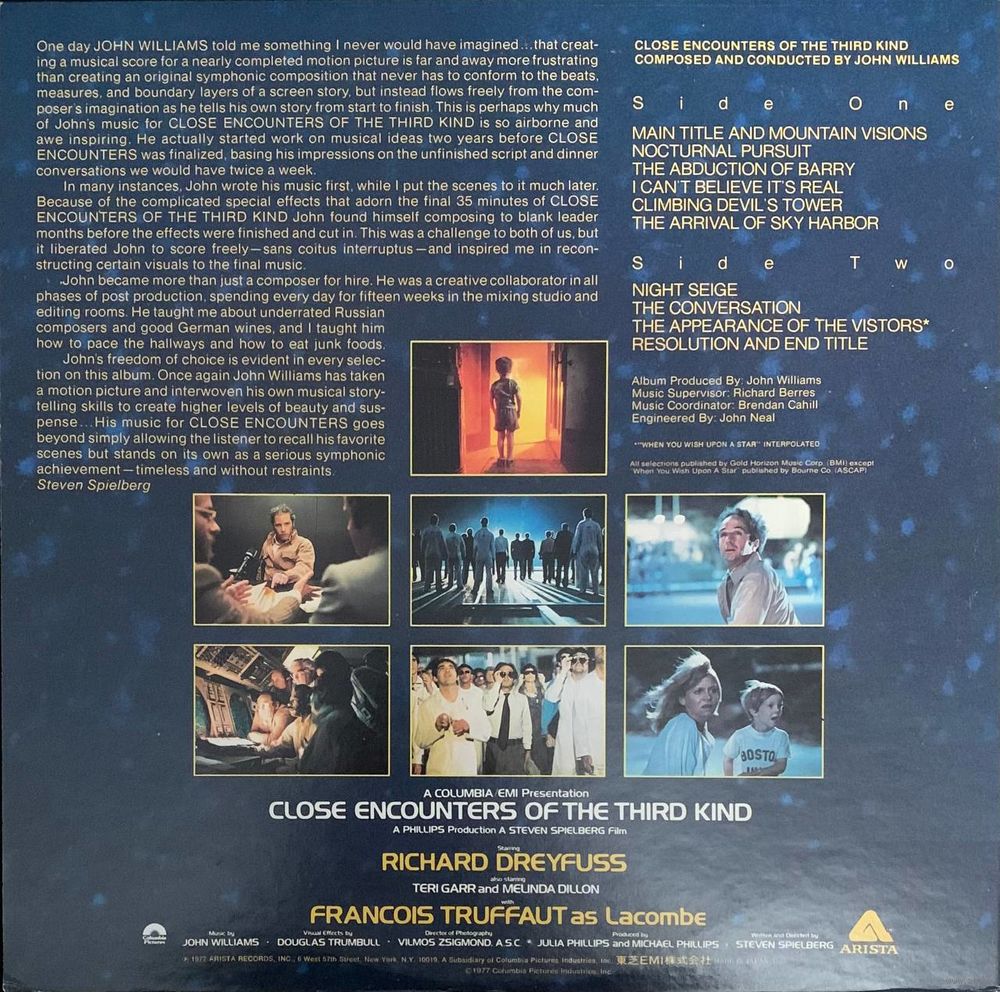 One day JOHN WILLIAMS told me something I never would have imagined...that creat-
ing a musical score for a nearly completed motion picture is far and away more frustrating
than creating an original symphonic composition that never has to conform to the beats,
measures, and boundary layers of a screen story, but instead flows freely from the com-
poser's imagination as he tells his own story from start to finish. This is perhaps why much
of John's music for CLOSE ENCOUNTERS OF THE THIRD KIND is so airborne and
awe inspiring. He actually started work on musical ideas two years before CLOSE
ENCOUNTERS was finalized, basing his impressions on the unfinished script and dinner
conversations we would have twice a week.
In many instances, John wrote his music first, while I put the scenes to it much later.
Because of the complicated special effects that adorn the final 35 minutes of CLOSE
ENCOUNTERS OF THE THIRD KIND John found himself composing to blank leader
months before the effects were finished and cut in. This was a challenge to both of us, but
it liberated John to score freely—sans coitus interruptus—and inspired me in recon-
structing certain visuals to the final music.
John became more than just a composer for hire. He was a creative collaborator in all
phases of post production, spending every day for fifteen weeks in the mixing studio and
editing rooms. He taught me about underrated Russian
composers and good German wines, and I taught him
how to pace the hallways and how to eat junk foods.
John's freedom of choice is evident in every selec-
tion on this album. Once again John Williams has taken
a motion picture and interwoven his own musical story-
telling skills to create higher levels of beauty and sus-
pense...His music for CLOSE ENCOUNTERS goes
beyond simply allowing the listener to recall his favorite
scenes but stands on its own as a serious symphonic
achievement—timeless and without restraints.
Steven Spielberg
CLOSE ENCOUNTERS OF THE THIRD KIND
COMPOSED AND CONDUCTED BY JOHN WILLIAMS
Side One
MAIN TITLE AND MOUNTAIN VISIONS
NOCTURNAL PURSUIT
THE ABDUCTION OF BARRY
I CAN'T BELIEVE IT'S REAL
CLIMBING DEVIL'S TOWER
THE ARRIVAL OF SKY HARBOR
Side Two
NIGHT SEIGE
THE CONVERSATION
THE APPEARANCE OF THE VISTORS*
RESOLUTION AND END TITLE
Album Produced By: John Williams
Music Supervisor: Richard Berres
Music Coordinator: Brendan Cahill
Engineered By: John Neal
*"WHEN YOU WISH UPON A STAR" INTERPOLATED
All selections published by Gold Horizon Music Corp. (BMI) except
"When You Wish Upon A Star" published by Bourne Co. (ASCAP)
BOSTO
A COLUMBIA/EMI Presentation
CLOSE ENCOUNTERS OF THE THIRD KIND
A PHILLIPS Production A STEVEN SPIELBERG Film
Starring
RICHARD DREYFUSS
also starring
TERI GARR and MELINDA DILLON
with
FRANCOIS TRUFFAUT as Lacombe
Columbia
Pictures
Music by
JOHN WILLIAMS
Visual Effects by
DOUGLAS TRUMBULL
Director of Photography
VILMOS ZSIGMOND, A.S.C.
Produced by
JULIA PHILLIPS and MICHAEL PHILLIPS
Written and Directed by
STEVEN SPIELBERG
ARISTA
℗ 1977 ARISTA RECORDS, INC., 6 West 57th Street, New York, N.Y. 10019. A Subsidiary of Columbia Pictures Industries, Inc. 東芝EMI株式会社
©1977 Columbia Pictures Industries, Inc.